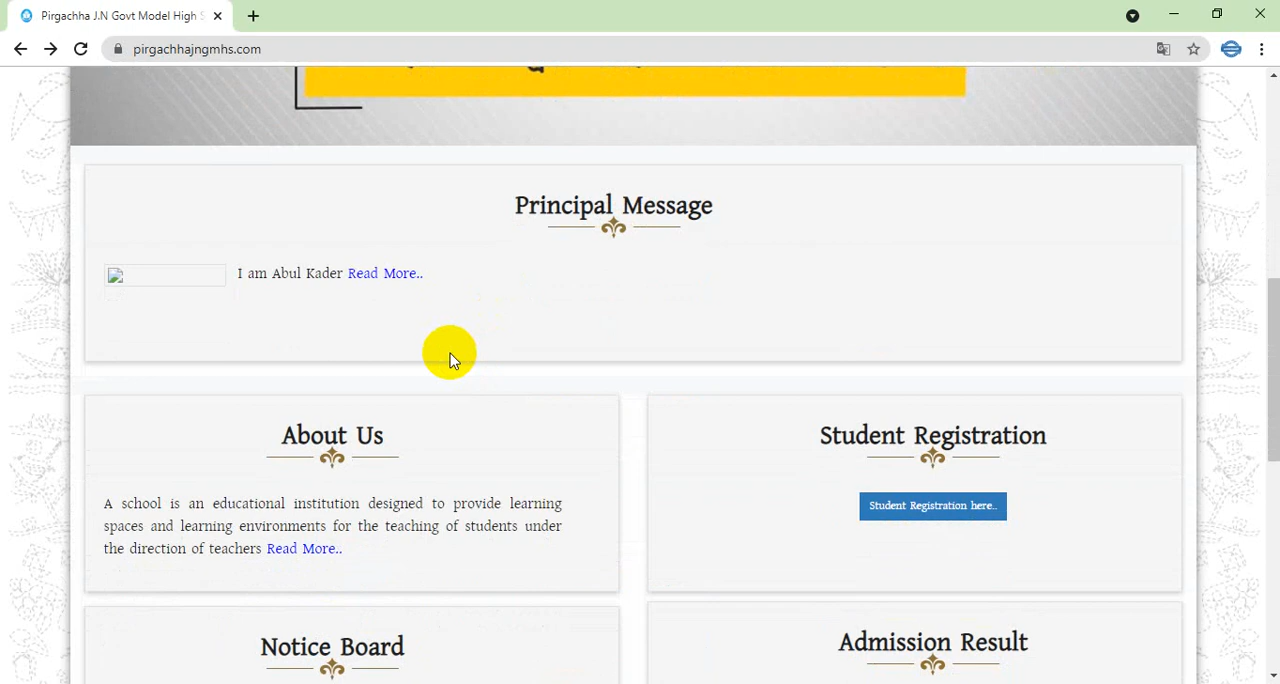 Pirgachha J.N Govt Model High
pirgachhajngmhs.com
Principal Message
I am Abul Kader Read More..
About Us
A school is an educational institution designed to provide learning
spaces and learning environments for the teaching of students under
the direction of teachers Read More..
Student Registration
Student Registration here..
Notice Board
Admission Result